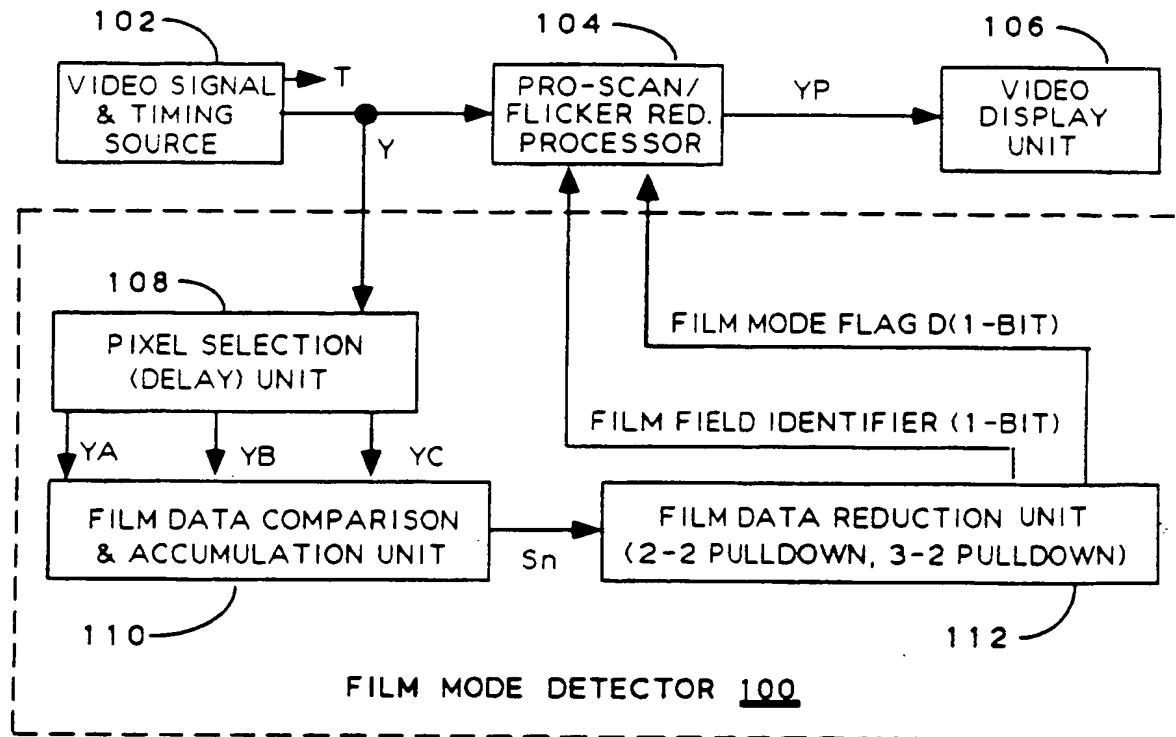 102
104
106
VIDEO SIGNAL
& TIMING
SOURCE
T
Y
PRO-SCAN/
FLICKER RED.
PROCESSOR
YP
VIDEO
DISPLAY
UNIT
108
PIXEL SELECTION
(DELAY) UNIT
FILM MODE FLAG D(1-BIT)
FILM FIELD IDENTIFIER (1-BIT)
YA
YB
YC
FILM DATA COMPARISON
& ACCUMULATION UNIT
Sn
FILM DATA REDUCTION UNIT
(2-2 PULLDOWN, 3-2 PULLDOWN)
110
112
FILM MODE DETECTOR 100